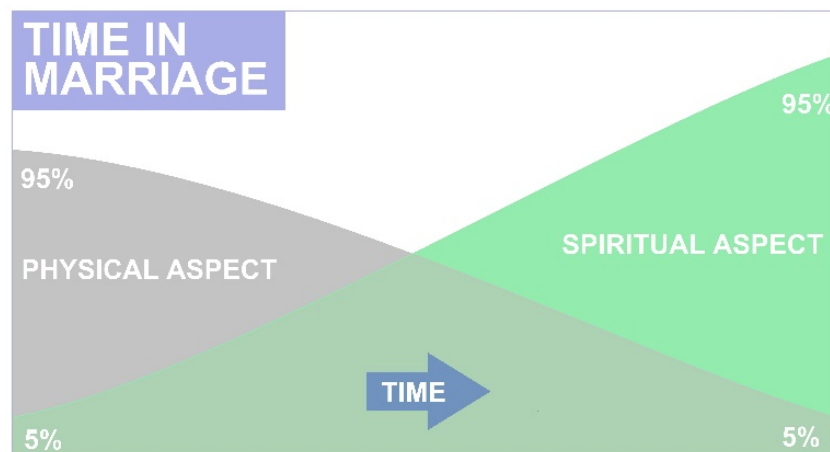 TIME IN
MARRIAGE
95%
95%
SPIRITUAL ASPECT
PHYSICAL ASPECT
TIME
5%
5%